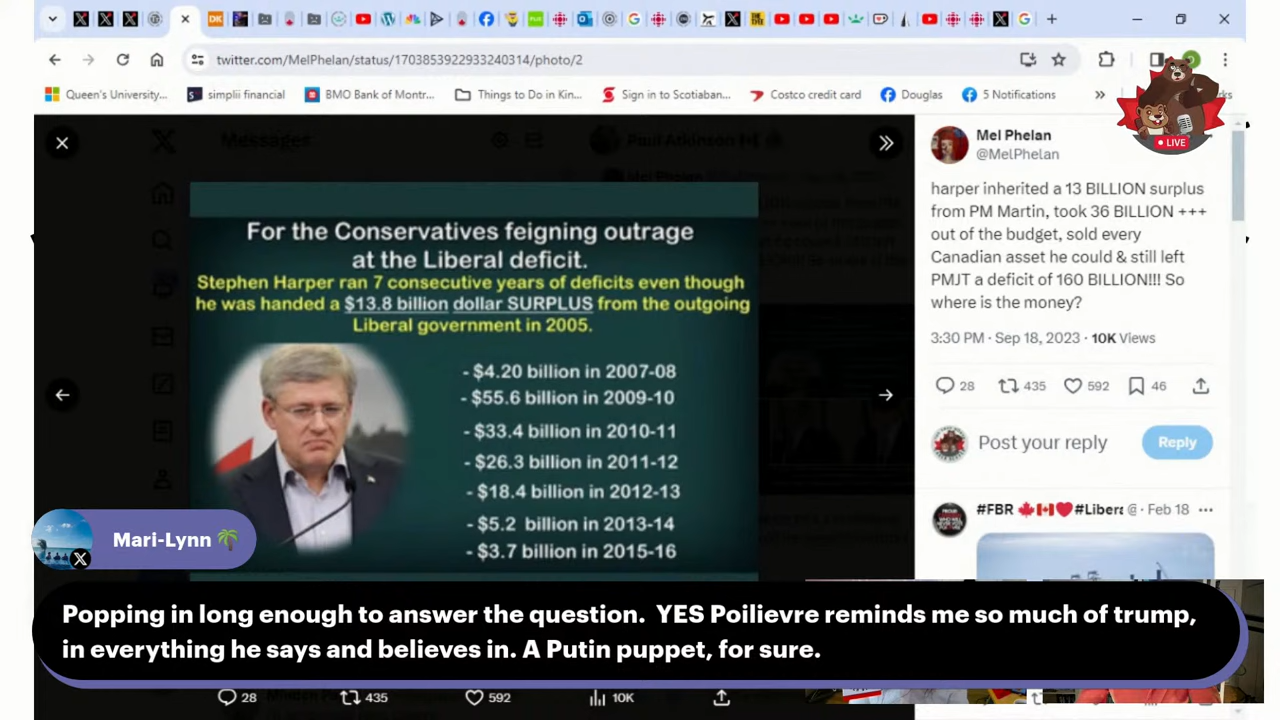 twitter.com/MelPhelan/status/1703853922933240314/photo/2
Queen's University...
simplii financial
BMO Bank of Montr...
Things to Do in Kin...
Sign in to Scotiaban...
Costco credit card
Douglas
5 Notifications
LIVE
Messages
Paul Atkinson
Mel Phelan
@MelPhelan
harper inherited a 13 BILLION surplus
from PM Martin, took 36 BILLION +++
out of the budget, sold every
Canadian asset he could & still left
PMJT a deficit of 160 BILLION!!! So
where is the money?
3:30 PM · Sep 18, 2023 · 10K Views
28 435 592 46
Post your reply
Reply
#FBR 🍁🇨🇦❤️#Libera @ · Feb 18 ...
For the Conservatives feigning outrage
at the Liberal deficit.
Stephen Harper ran 7 consecutive years of deficits even though
he was handed a $13.8 billion dollar SURPLUS from the outgoing
Liberal government in 2005.
- $4.20 billion in 2007-08
- $55.6 billion in 2009-10
- $33.4 billion in 2010-11
- $26.3 billion in 2011-12
- $18.4 billion in 2012-13
- $5.2 billion in 2013-14
- $3.7 billion in 2015-16
Mari-Lynn 🌴
Popping in long enough to answer the question. YES Poilievre reminds me so much of trump,
in everything he says and believes in. A Putin puppet, for sure.
28 435 592 10K